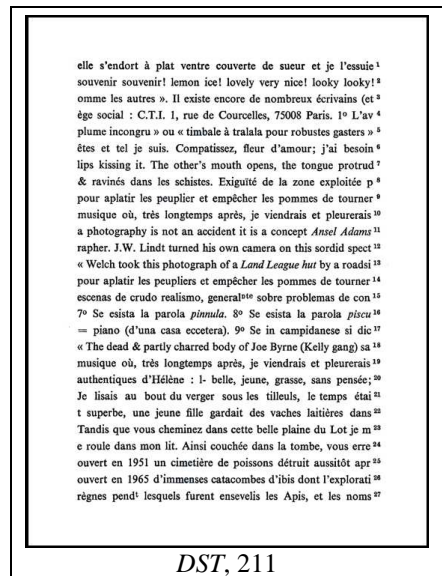 elle s'endort à plat ventre couverte de sueur et je l'essuie ¹
souvenir souvenir! lemon ice! lovely very nice! looky looky! ²
omme les autres ». Il existe encore de nombreux écrivains (et ³
ège social : C.T.I. 1, rue de Courcelles, 75008 Paris. 1º L'av ⁴
plume incongru » ou « timbale à tralala pour robustes gasters » ⁵
êtes et tel je suis. Compatissez, fleur d'amour; j'ai besoin ⁶
lips kissing it. The other's mouth opens, the tongue protrud ⁷
& ravinés dans les schistes. Exiguïté de la zone exploitée p ⁸
pour aplatir les peuplier et empêcher les pommes de tourner ⁹
musique où, très longtemps après, je viendrais et pleurerais ¹⁰
a photography is not an accident it is a concept Ansel Adams ¹¹
rapher. J.W. Lindt turned his own camera on this sordid spect ¹²
« Welch took this photograph of a Land League hut by a roadsi ¹³
pour aplatir les peupliers et empêcher les pommes de tourner ¹⁴
escenas de crudo realismo, generalⁿᵗᵉ sobre problemas de con ¹⁵
7º Se esista la parola pinnula. 8º Se esista la parola piscu ¹⁶
= piano (d'una casa eccetera). 9º Se in campidanese si dic ¹⁷
« The dead & partly charred body of Joe Byrne (Kelly gang) sa ¹⁸
musique où, très longtemps après, je viendrais et pleurerais ¹⁹
authentiques d'Hélène : l- belle, jeune, grasse, sans pensée; ²⁰
Je lisais au bout du verger sous les tilleuls, le temps étai ²¹
t superbe, une jeune fille gardait des vaches laitières dans ²²
Tandis que vous cheminez dans cette belle plaine du Lot je m ²³
e roule dans mon lit. Ainsi couchée dans la tombe, vous erre ²⁴
ouvert en 1951 un cimetière de poissons détruit aussitôt apr ²⁵
ouvert en 1965 d'immenses catacombes d'ibis dont l'explorati ²⁶
règnes pendᵗ lesquels furent ensevelis les Apis, et les noms ²⁷
DST, 211